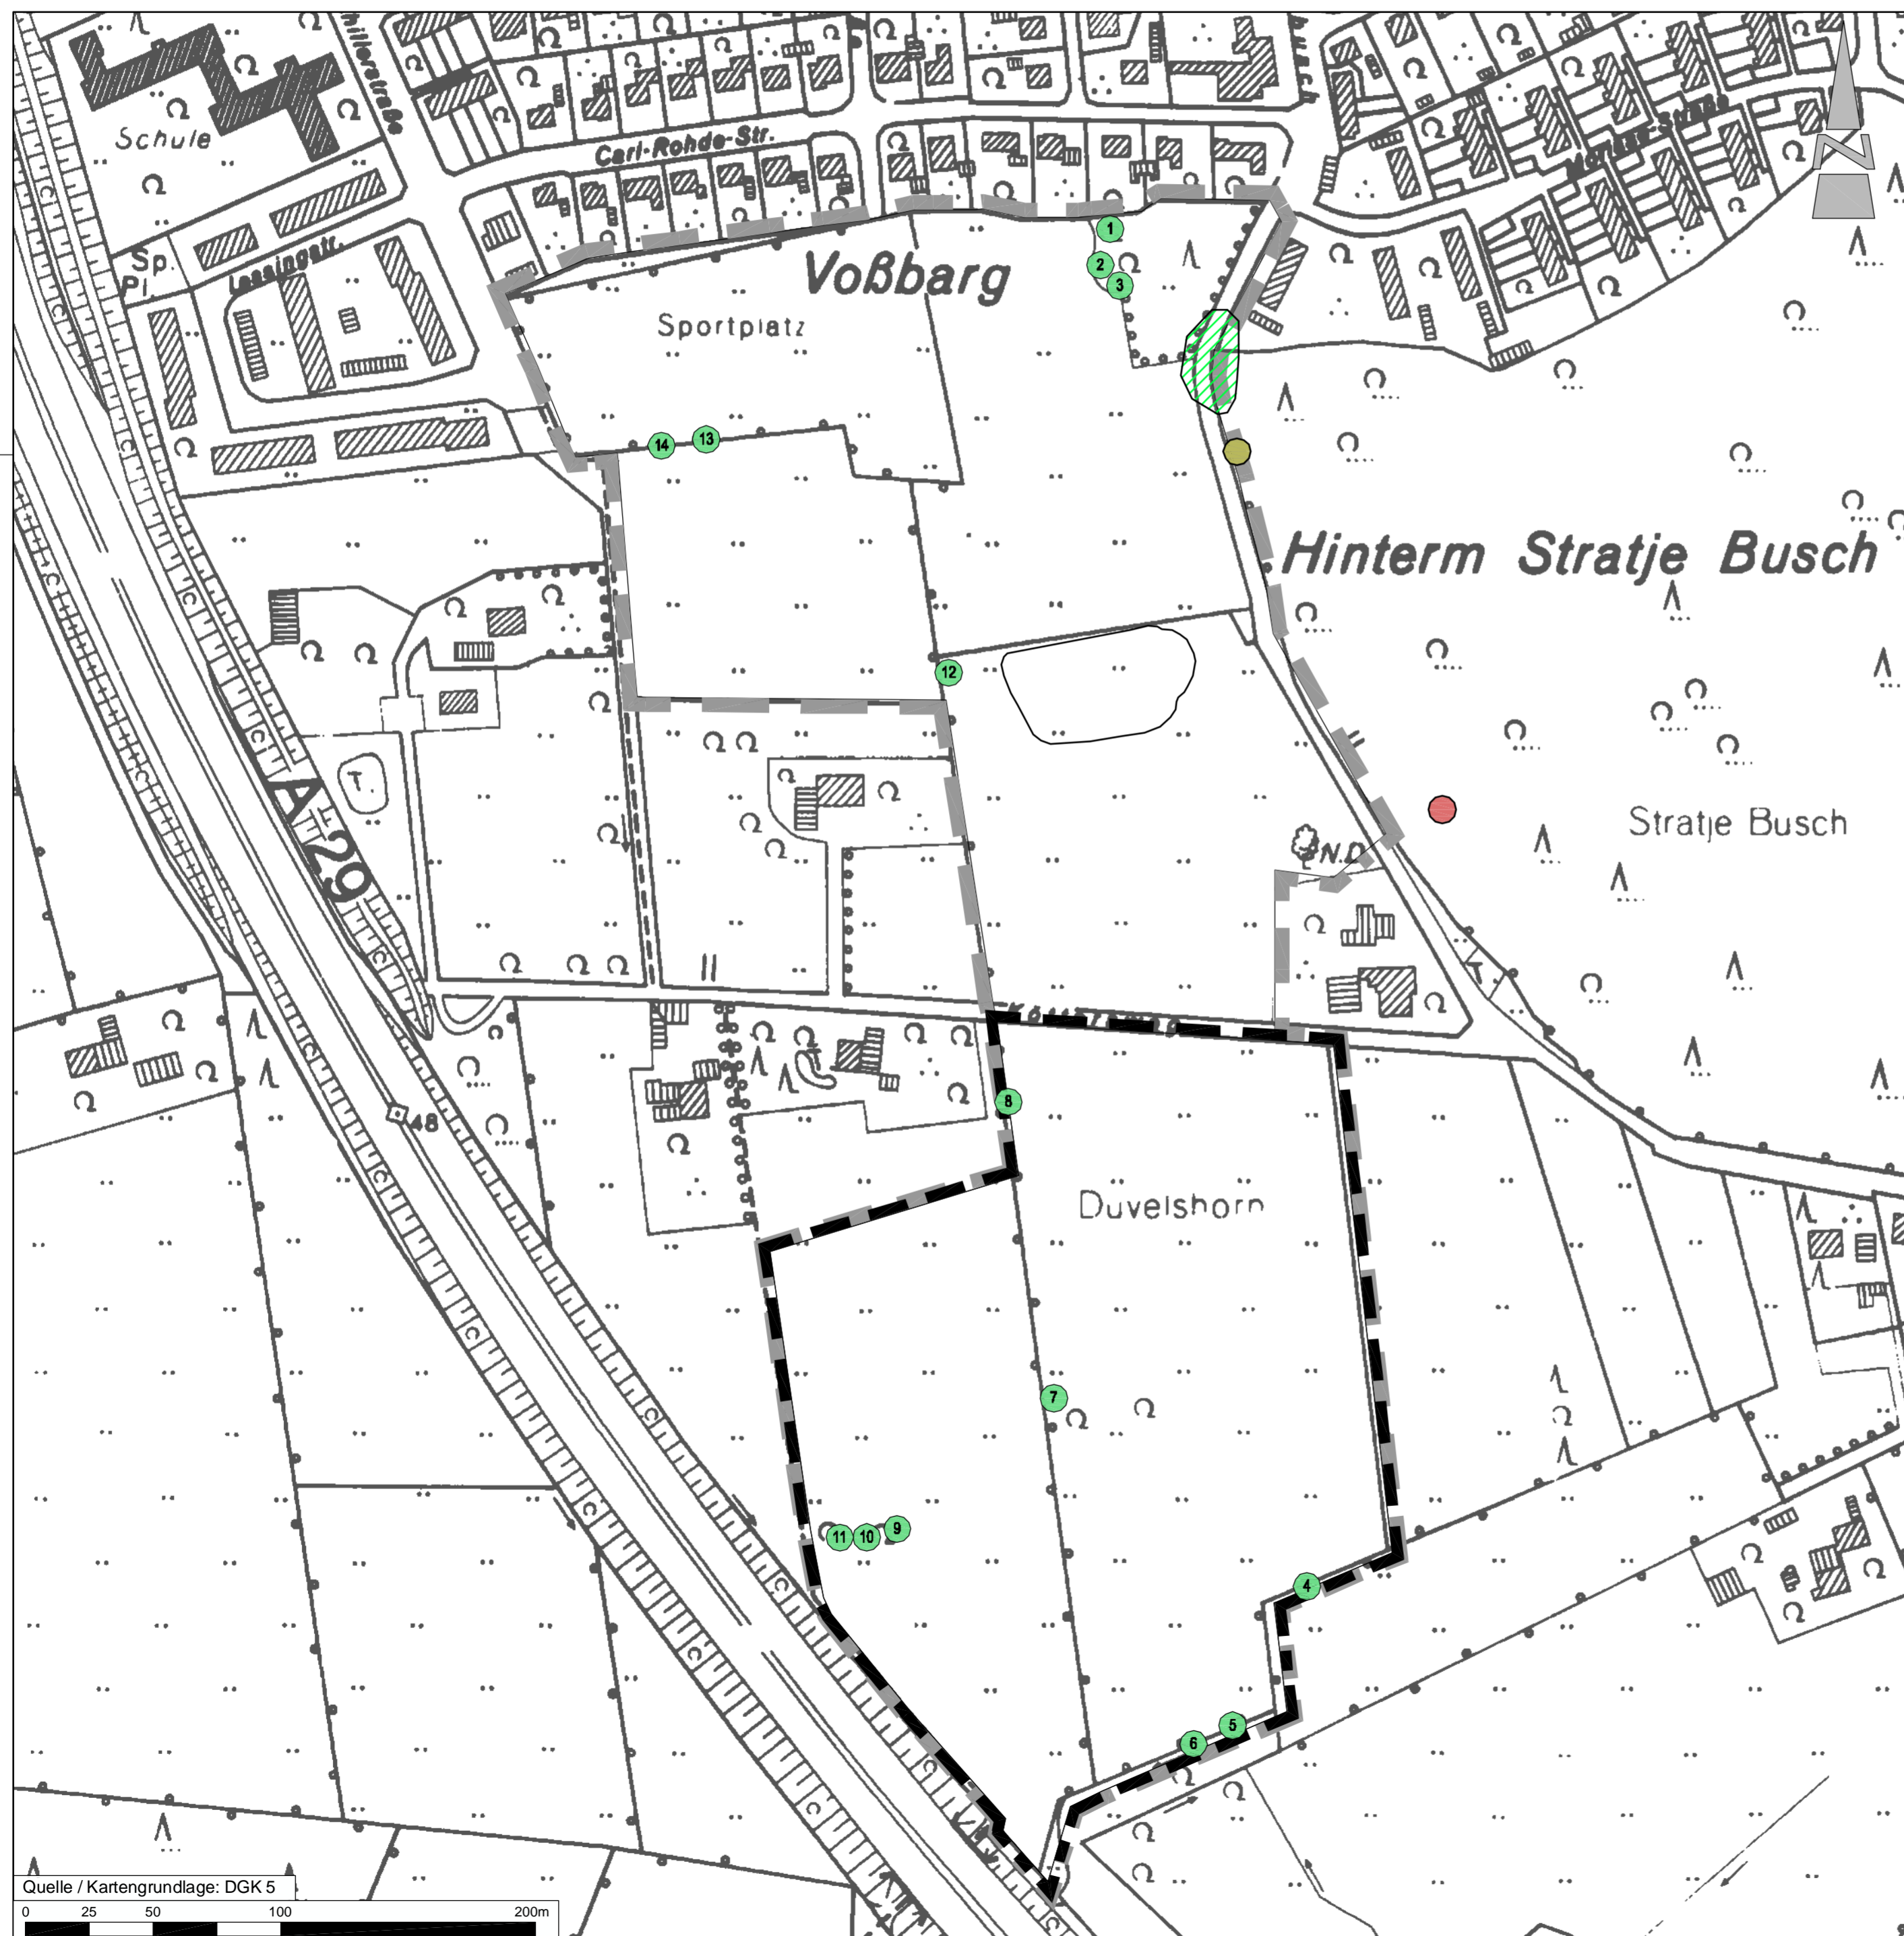 Schule
Carl-Rohde-Str.
Sp.
Pl.
Lessingstr.
Voßbarg
Sportplatz
1
2
3
14
13
Hinterm Stratje Busch
12
T.
A 29
N.D.
Stratje Busch
T.
48
8
Duvelshorn
7
11
10
9
4
5
6
N
Quelle / Kartengrundlage: DGK 5
0 25 50 100 200m